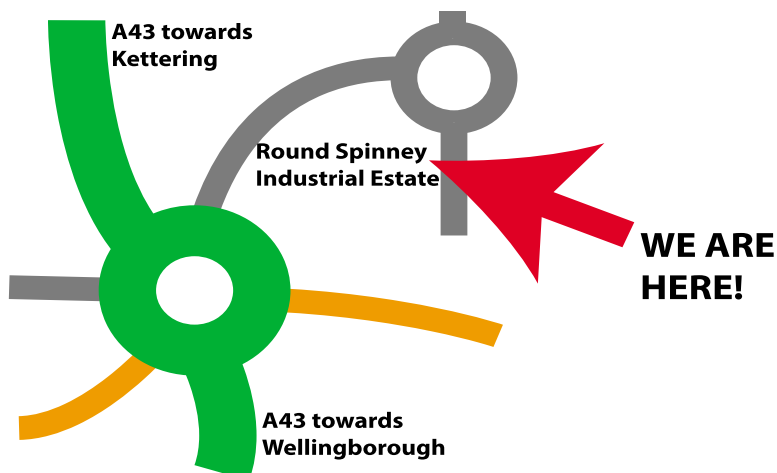 A43 towards
Kettering
Round Spinney
Industrial Estate
WE ARE
HERE!
A43 towards
Wellingborough